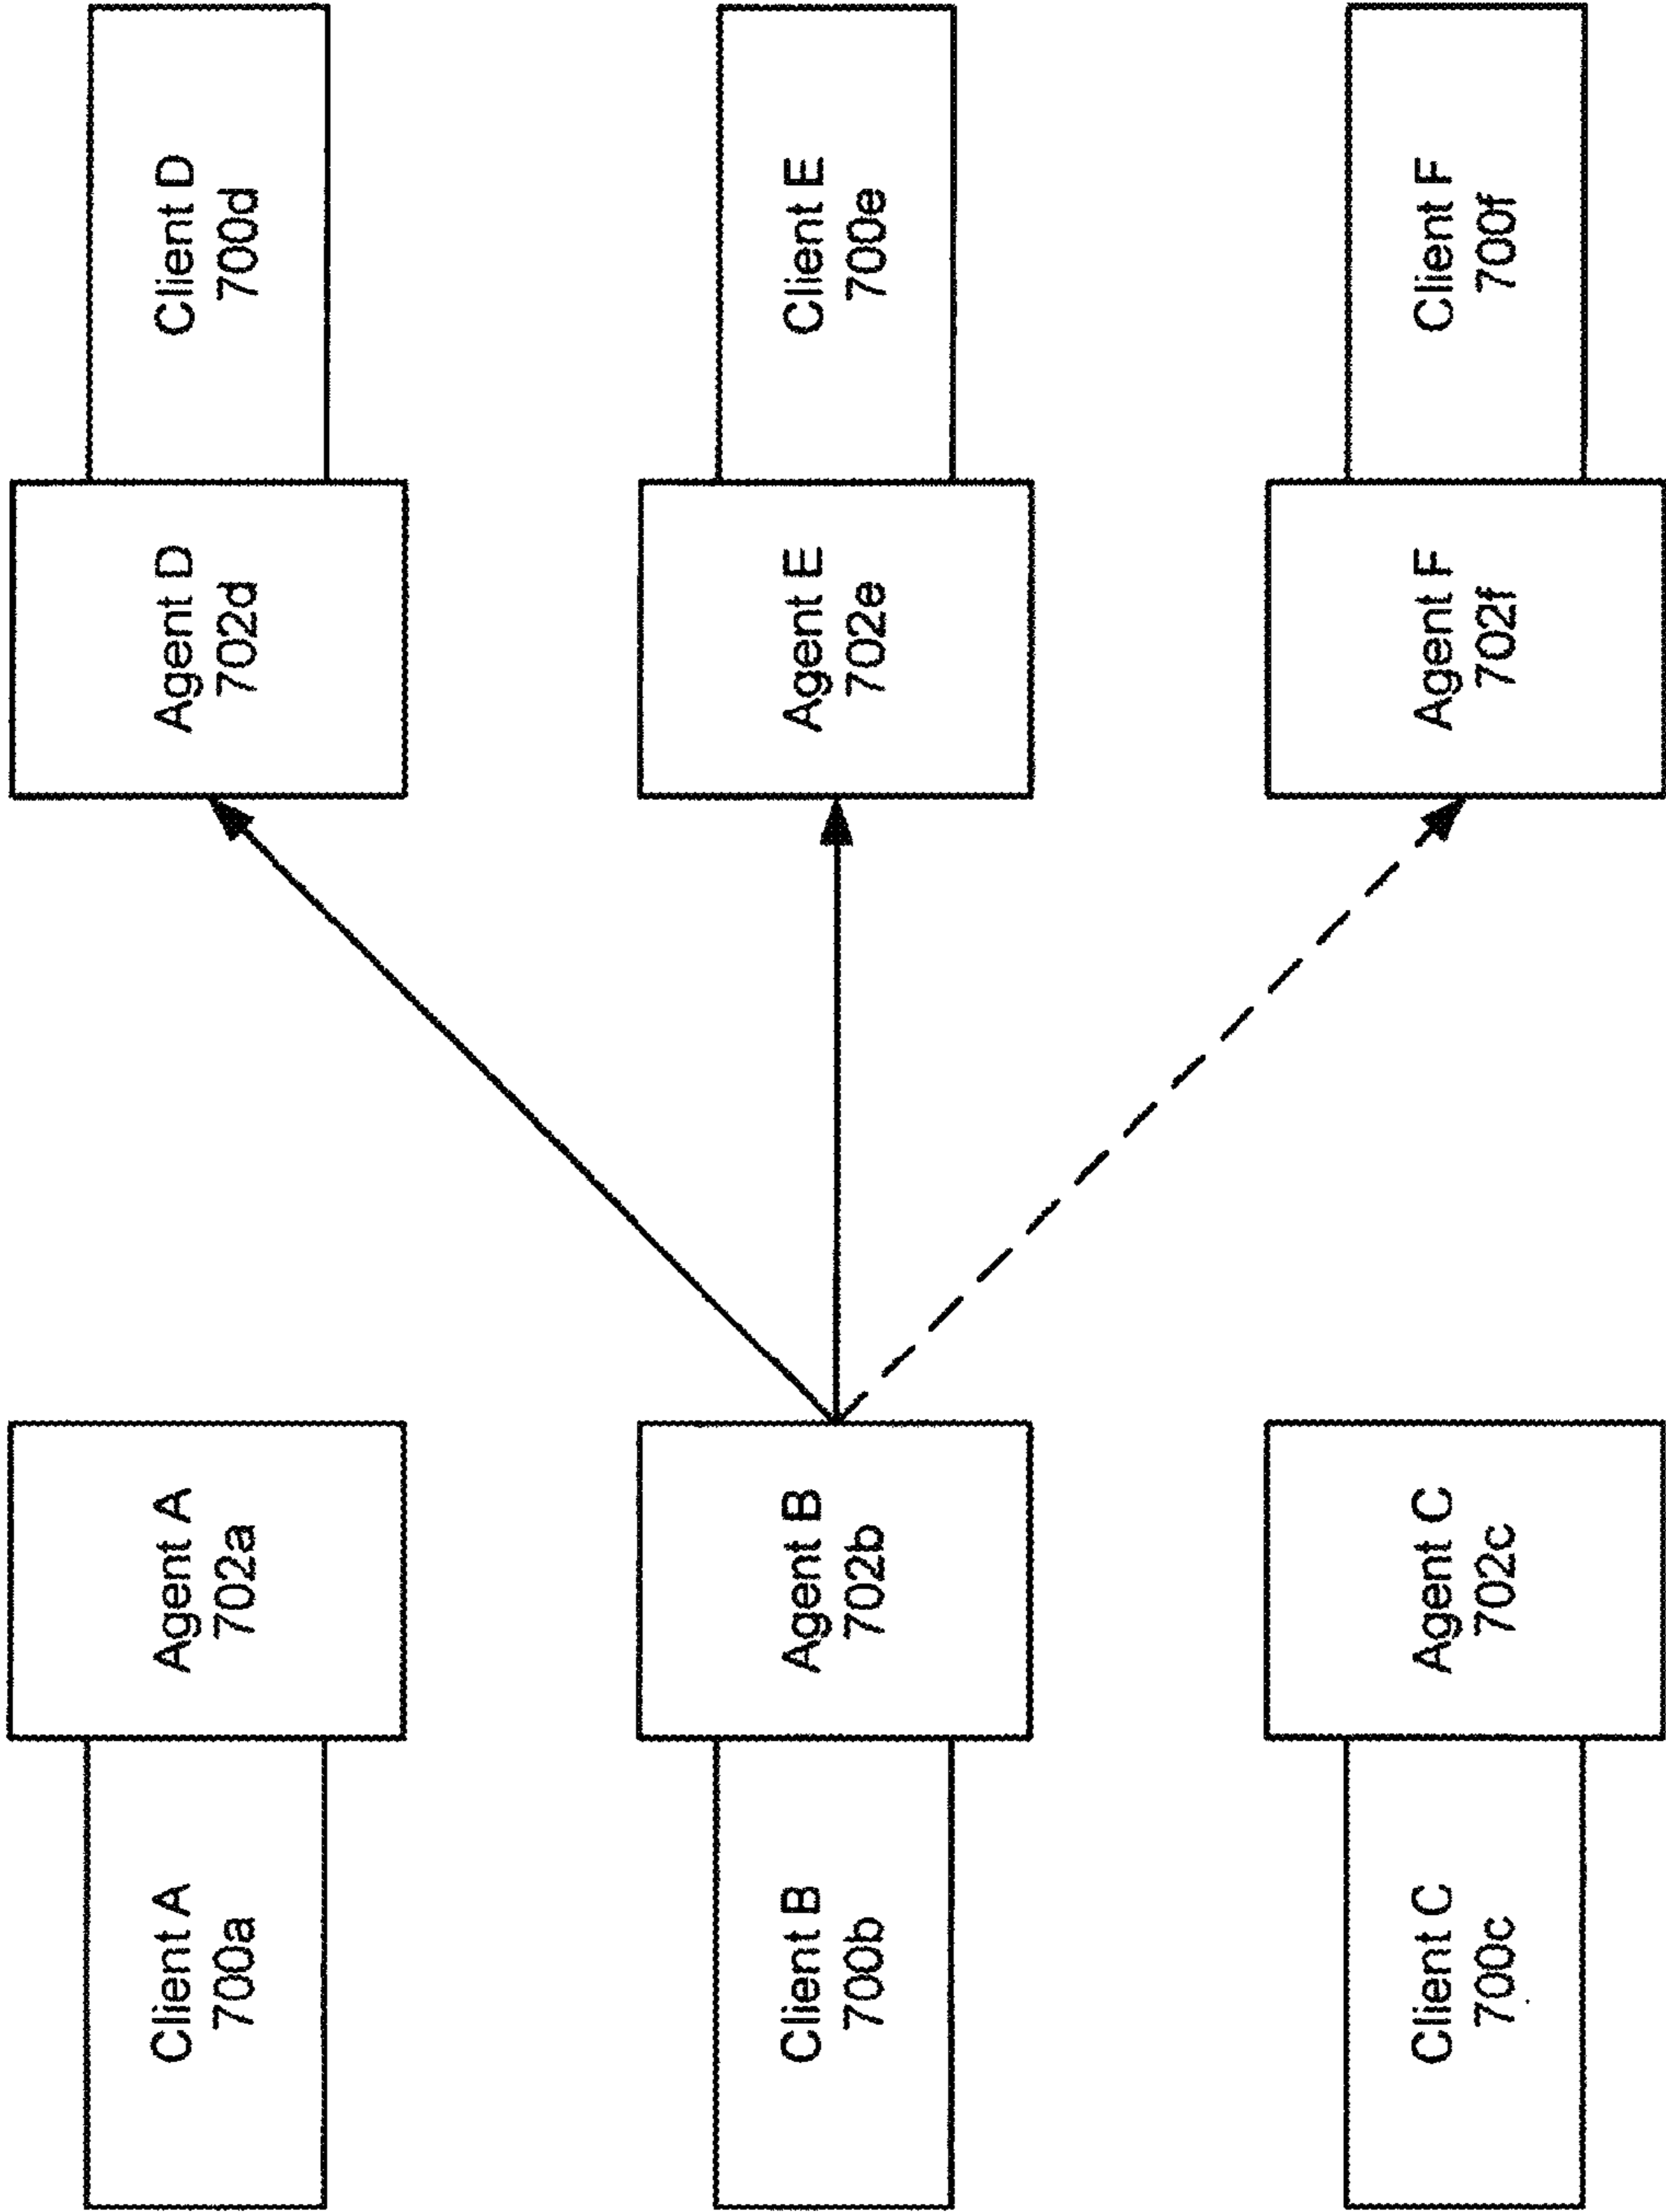 Client A
700a
Agent A
702a
Agent D
702d
Client D
700d
Client B
700b
Agent B
702b
Agent E
702e
Client E
700e
Client C
700c
Agent C
702c
Agent F
702f
Client F
700f